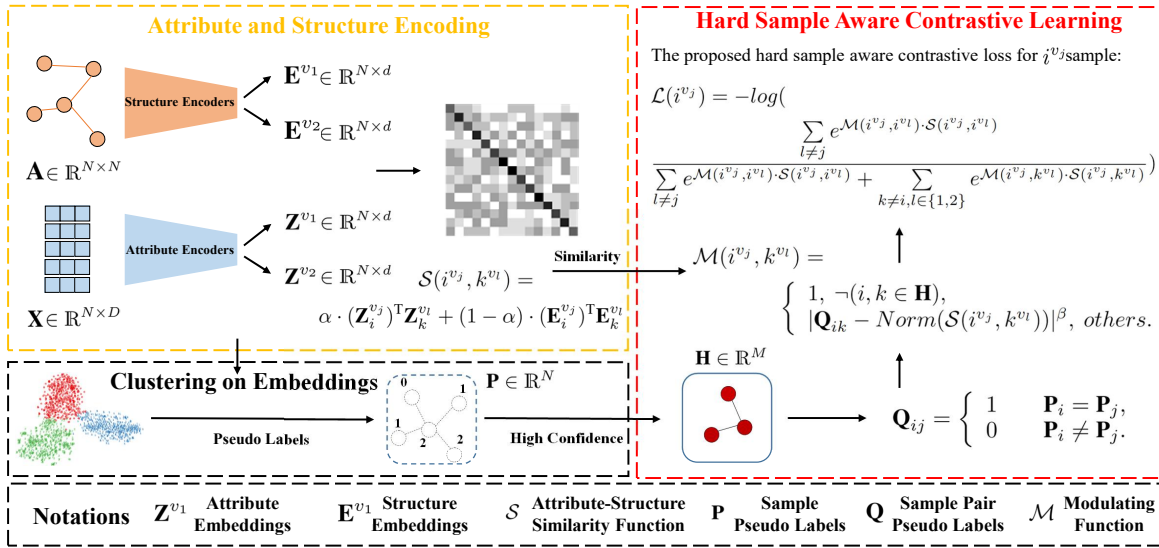 Attribute and Structure Encoding
Structure Encoders
E^{v_1} ∈ ℝ^{N×d}
E^{v_2} ∈ ℝ^{N×d}
A ∈ ℝ^{N×N}
Attribute Encoders
Z^{v_1} ∈ ℝ^{N×d}
Z^{v_2} ∈ ℝ^{N×d}
X ∈ ℝ^{N×D}
S(i^{v_j}, k^{v_l}) =
α · (Z_i^{v_j})^T Z_k^{v_l} + (1 − α) · (E_i^{v_j})^T E_k^{v_l}
Similarity
Hard Sample Aware Contrastive Learning
The proposed hard sample aware contrastive loss for i^{v_j} sample:
L(i^{v_j}) = −log(
∑_{l≠j} e^{M(i^{v_j}, i^{v_l})·S(i^{v_j}, i^{v_l})}
∑_{l≠j} e^{M(i^{v_j}, i^{v_l})·S(i^{v_j}, i^{v_l})} + ∑_{k≠i, l∈{1,2}} e^{M(i^{v_j}, k^{v_l})·S(i^{v_j}, k^{v_l})} )
M(i^{v_j}, k^{v_l}) =
{ 1, ¬(i, k ∈ H),
|Q_{ik} − Norm(S(i^{v_j}, k^{v_l}))|^β, others.
Clustering on Embeddings
Pseudo Labels
0
1
1
2
2
P ∈ ℝ^N
High Confidence
H ∈ ℝ^M
Q_{ij} = { 1 P_i = P_j,
0 P_i ≠ P_j.
Notations
Z^{v_1} Attribute
Embeddings
E^{v_1} Structure
Embeddings
S Attribute-Structure
Similarity Function
P Sample
Pseudo Labels
Q Sample Pair
Pseudo Labels
M Modulating
Function